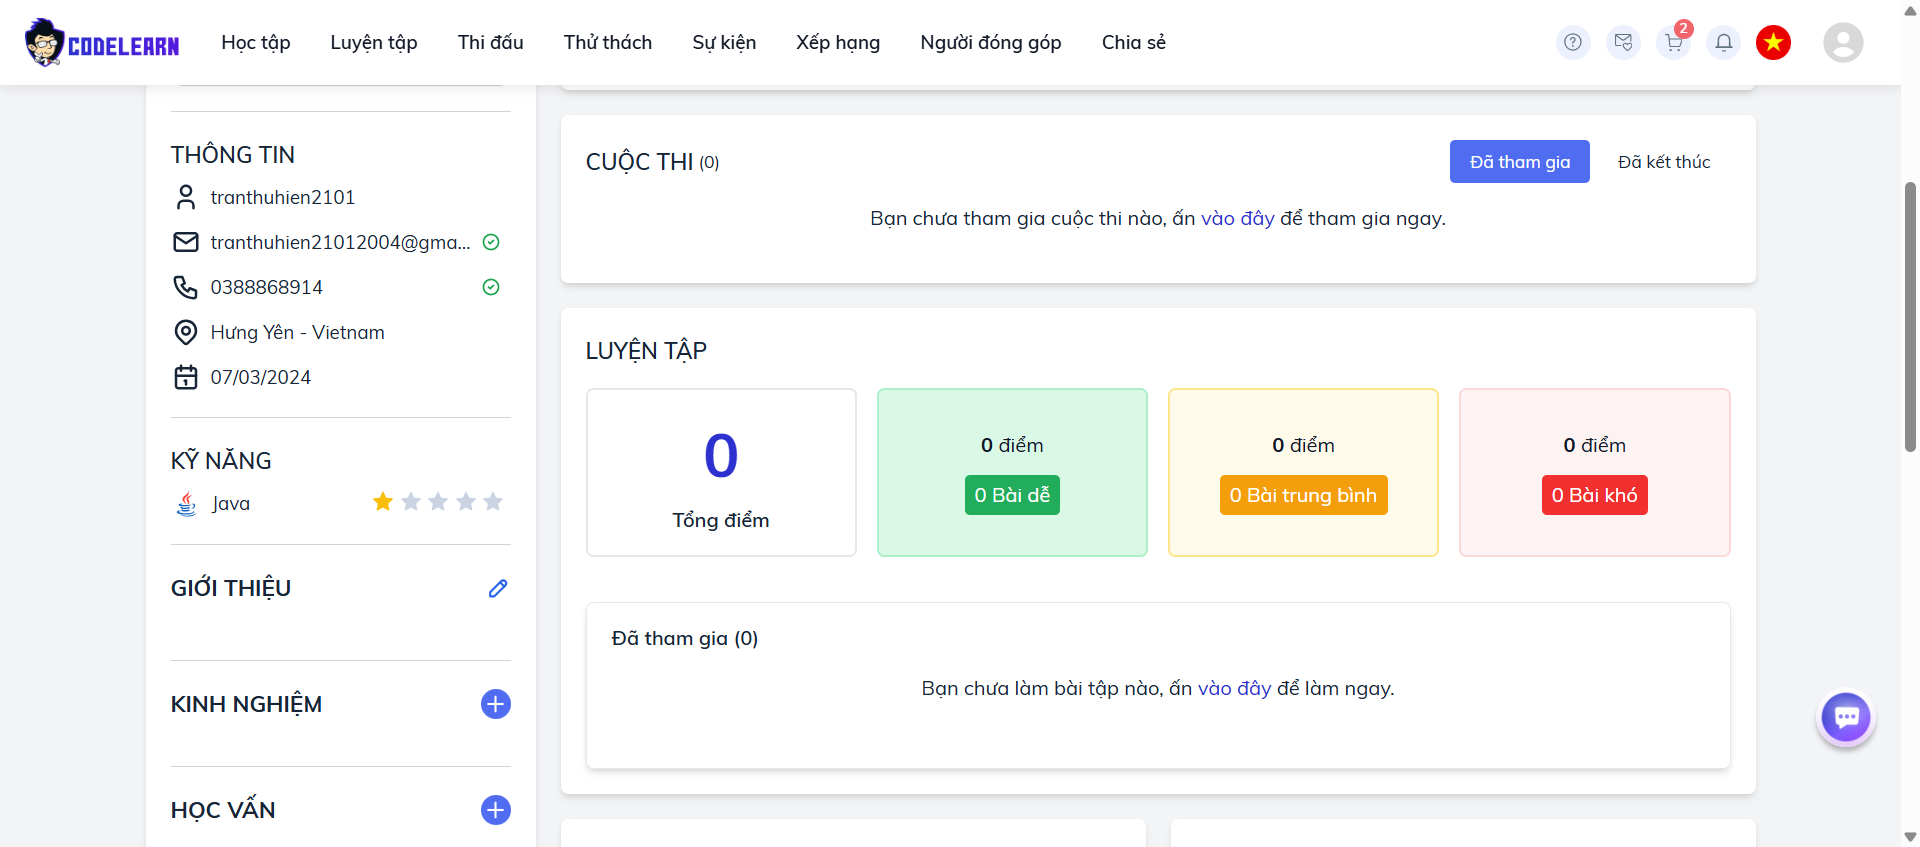 CODELEARN
Học tập
Luyện tập
Thi đấu
Thử thách
Sự kiện
Xếp hạng
Người đóng góp
Chia sẻ
2
THÔNG TIN
tranthuhien2101
tranthuhien21012004@gma...
0388868914
Hưng Yên - Vietnam
07/03/2024
KỸ NĂNG
Java
GIỚI THIỆU
KINH NGHIỆM
HỌC VẤN
CUỘC THI (0)
Đã tham gia
Đã kết thúc
Bạn chưa tham gia cuộc thi nào, ấn vào đây để tham gia ngay.
LUYỆN TẬP
0
Tổng điểm
0 điểm
0 Bài dễ
0 điểm
0 Bài trung bình
0 điểm
0 Bài khó
Đã tham gia (0)
Bạn chưa làm bài tập nào, ấn vào đây để làm ngay.